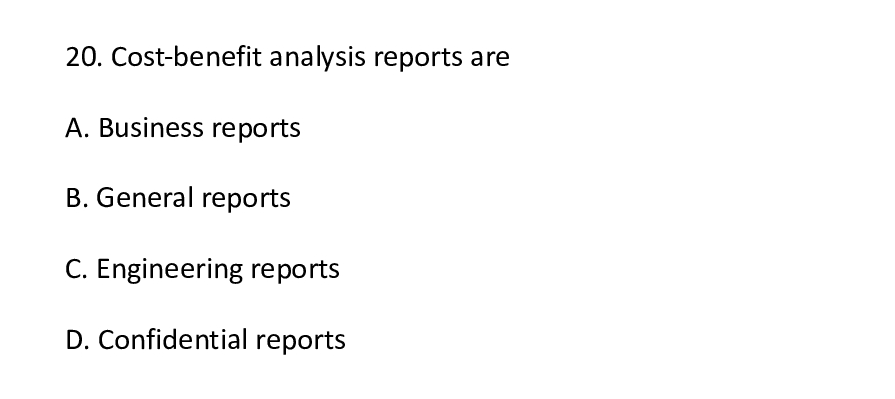 20. Cost-benefit analysis reports are
A. Business reports
B. General reports
C. Engineering reports
D. Confidential reports